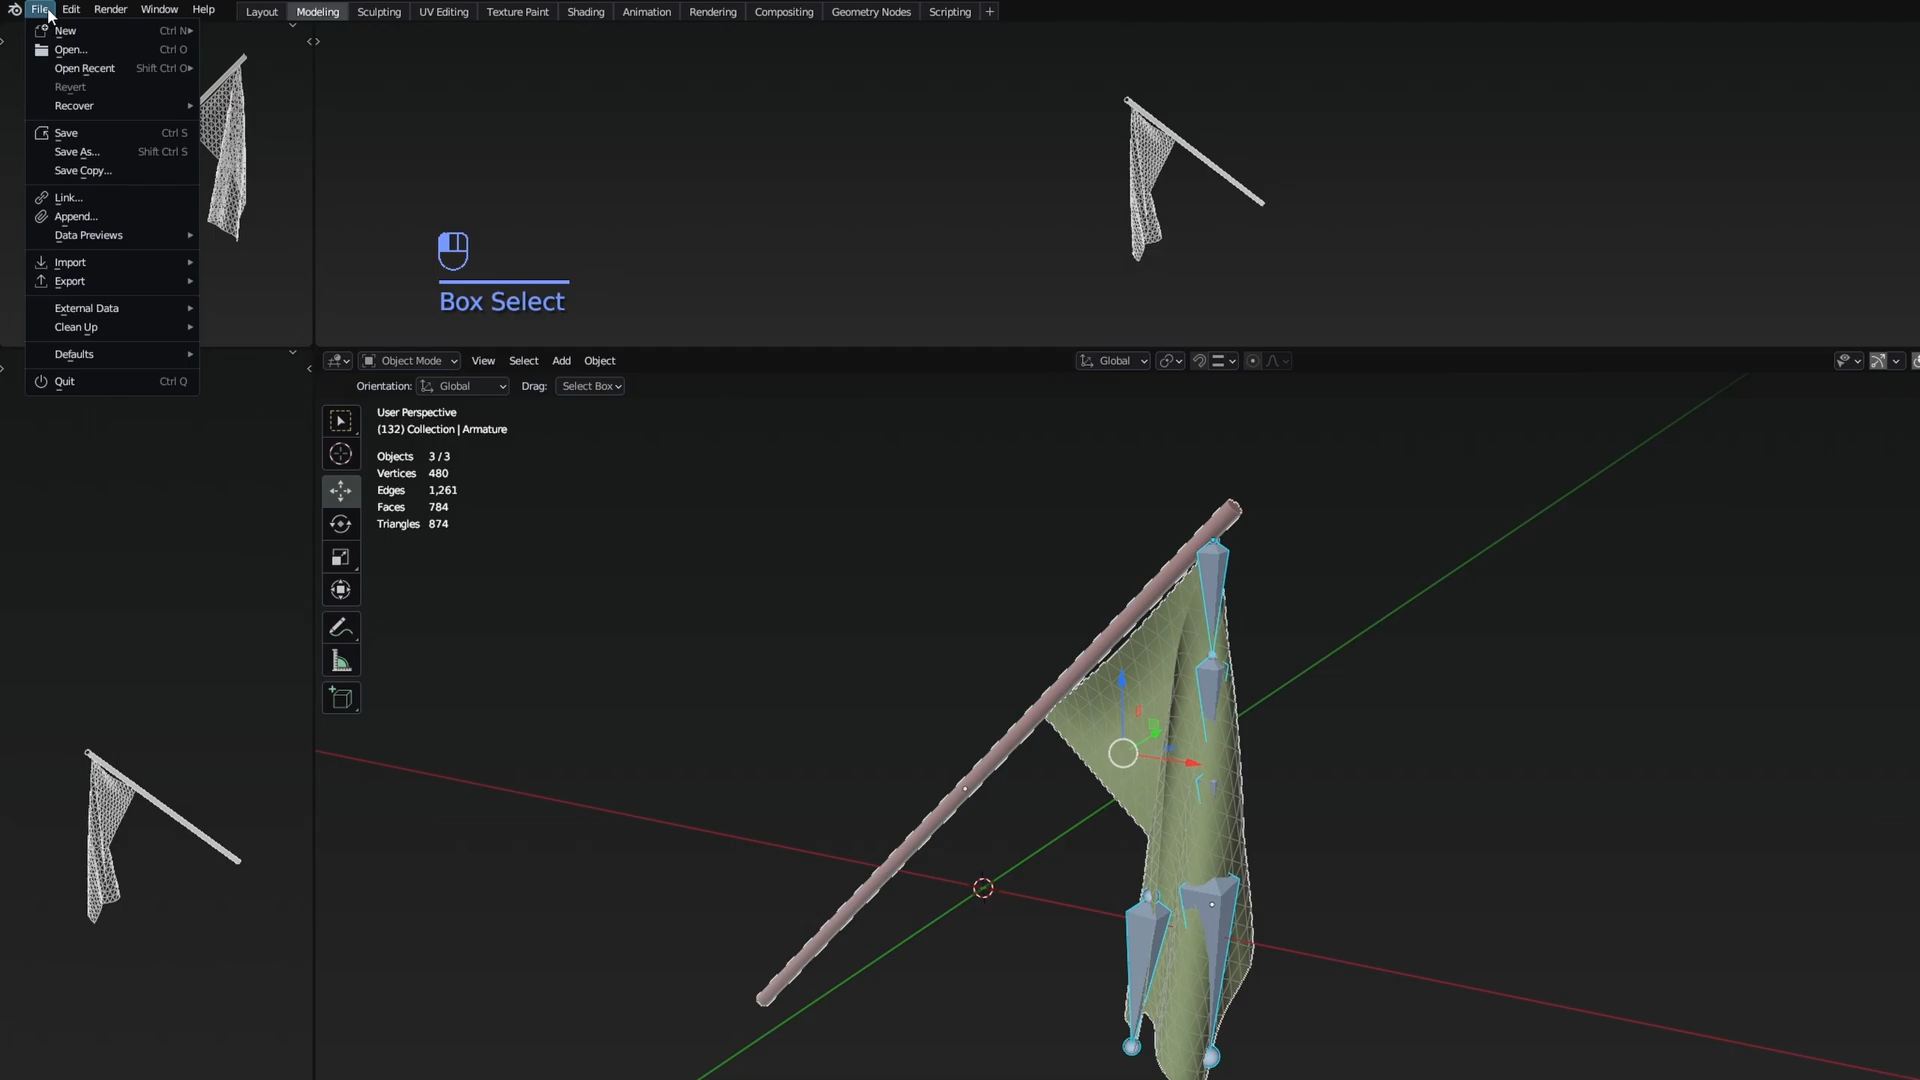 File Edit Render Window Help Layout Modeling Sculpting UV Editing Texture Paint Shading Animation Rendering Compositing Geometry Nodes Scripting +
New Ctrl N
Open... Ctrl O
Open Recent Shift Ctrl O
Revert
Recover
Save Ctrl S
Save As... Shift Ctrl S
Save Copy...
Link...
Append...
Data Previews
Import
Export
External Data
Clean Up
Defaults
Quit Ctrl Q
Box Select
Object Mode View Select Add Object Global
Orientation: Global Drag: Select Box
User Perspective
(132) Collection | Armature
Objects 3/3
Vertices 480
Edges 1,261
Faces 784
Triangles 874